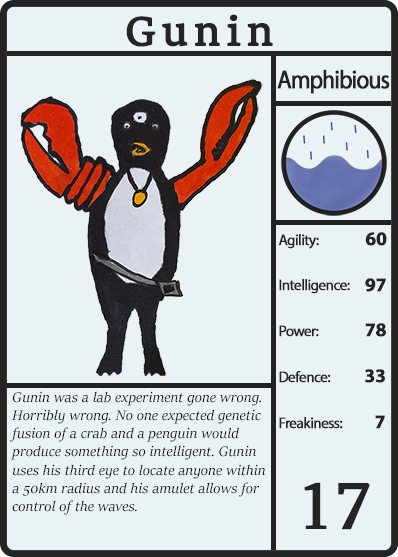 Gunin
Amphibious
Agility: 60
Intelligence: 97
Power: 78
Defence: 33
Freakiness: 7
17
Gunin was a lab experiment gone wrong.
Horribly wrong. No one expected genetic
fusion of a crab and a penguin would
produce something so intelligent. Gunin
uses his third eye to locate anyone within
a 50km radius and his amulet allows for
control of the waves.